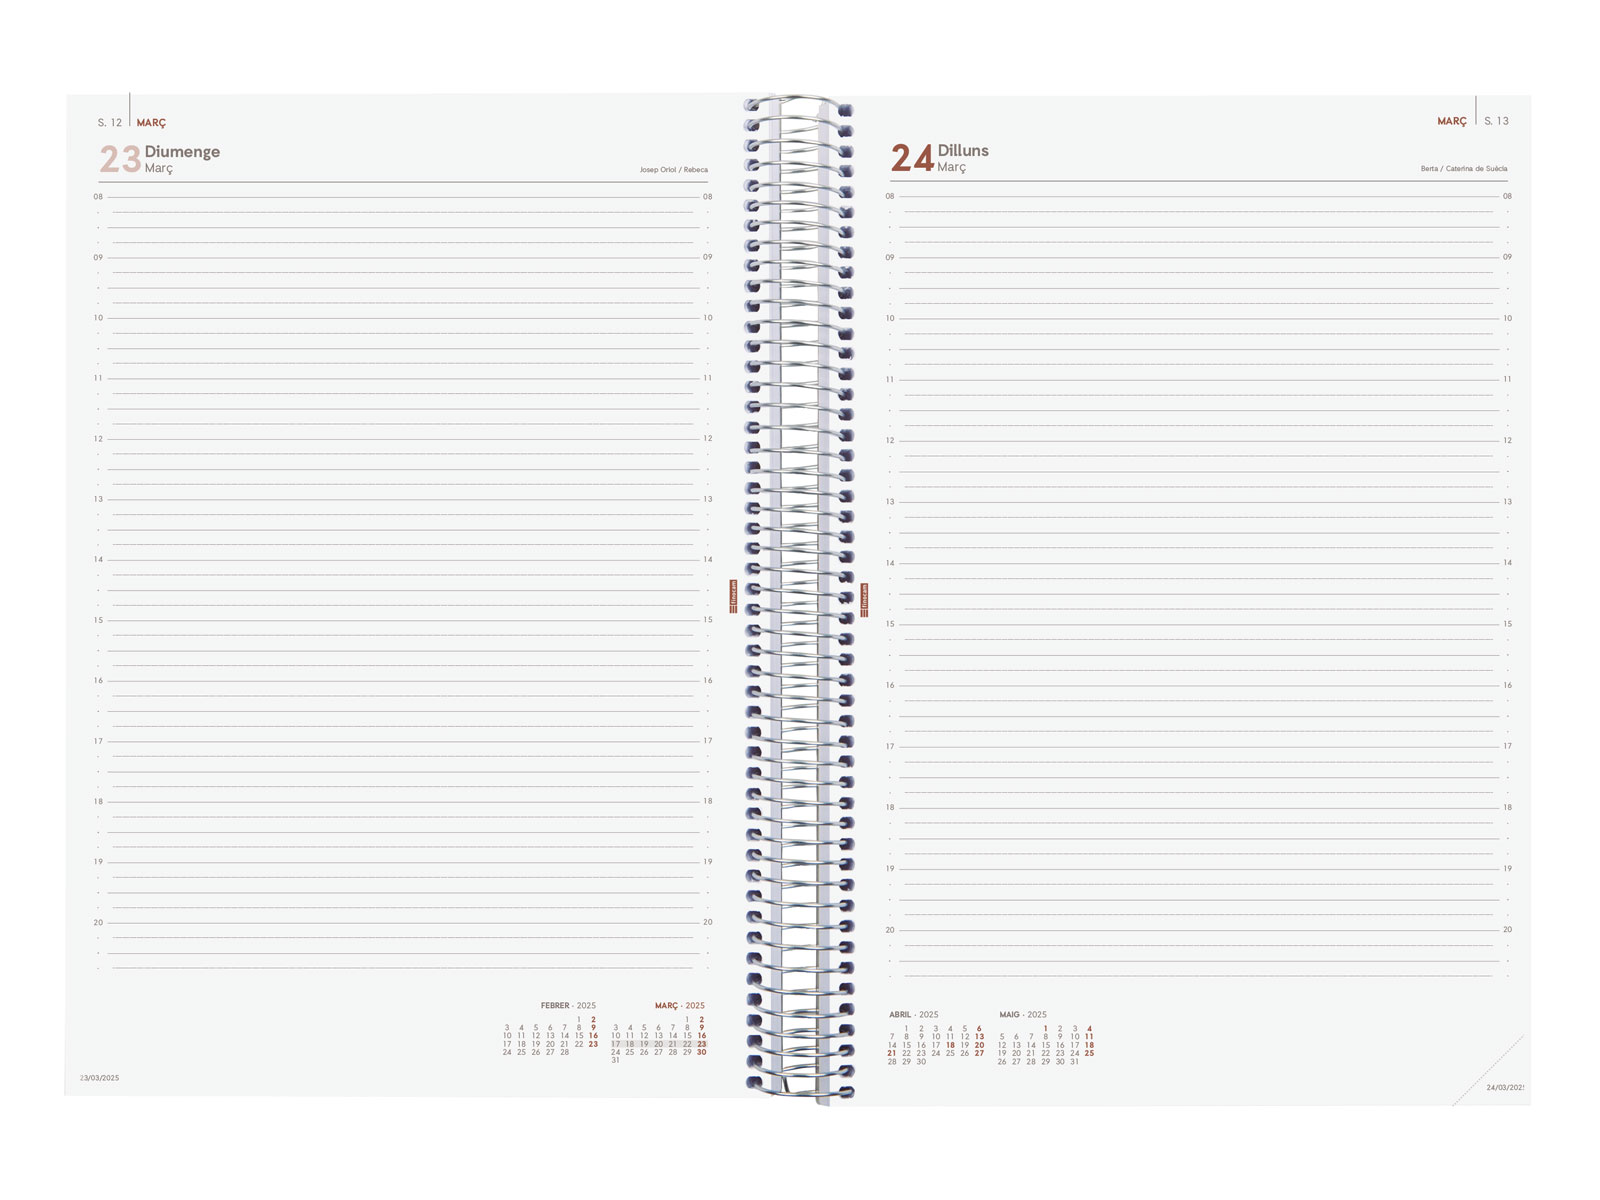 S. 12 MARÇ
23 Diumenge
Març
Josep Oriol / Rebeca
08 08
09 09
10 10
11 11
12 12
13 13
14 14
15 15
16 16
17 17
18 18
19 19
20 20
FEBRER · 2025
1 2
3 4 5 6 7 8 9
10 11 12 13 14 15 16
17 18 19 20 21 22 23
24 25 26 27 28
MARÇ · 2025
1 2
3 4 5 6 7 8 9
10 11 12 13 14 15 16
17 18 19 20 21 22 23
24 25 26 27 28 29 30
31
23/03/2025
finocam
MARÇ S. 13
24 Dilluns
Març
Berta / Caterina de Suècia
08 08
09 09
10 10
11 11
12 12
13 13
14 14
15 15
16 16
17 17
18 18
19 19
20 20
ABRIL · 2025
1 2 3 4 5 6
7 8 9 10 11 12 13
14 15 16 17 18 19 20
21 22 23 24 25 26 27
28 29 30
MAIG · 2025
1 2 3 4
5 6 7 8 9 10 11
12 13 14 15 16 17 18
19 20 21 22 23 24 25
26 27 28 29 30 31
24/03/202
finocam